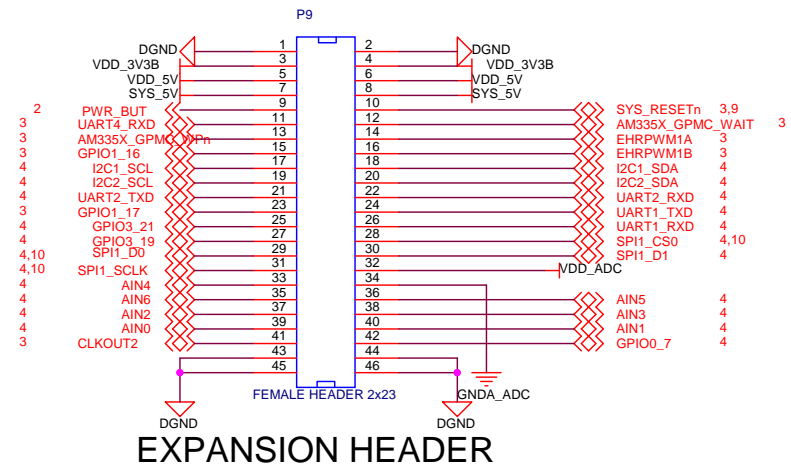 P9
DGND 1 2 DGND
VDD_3V3B 3 4 VDD_3V3B
VDD_5V 5 6 VDD_5V
SYS_5V 7 8 SYS_5V
2 PWR_BUT 9 10 SYS_RESETn 3,9
3 UART4_RXD 11 12 AM335X_GPMC_WAIT 3
3 AM335X_GPMC_WPn 13 14 EHRPWM1A 3
3 GPIO1_16 15 16 EHRPWM1B 3
4 I2C1_SCL 17 18 I2C1_SDA 4
4 I2C2_SCL 19 20 I2C2_SDA 4
4 UART2_TXD 21 22 UART2_RXD 4
3 GPIO1_17 23 24 UART1_TXD 4
4 GPIO3_21 25 26 UART1_RXD 4
4 GPIO3_19 27 28 SPI1_CS0 4,10
4,10 SPI1_D0 29 30 SPI1_D1 4
4,10 SPI1_SCLK 31 32 VDD_ADC
4 AIN4 33 34
4 AIN6 35 36 AIN5 4
4 AIN2 37 38 AIN3 4
4 AIN0 39 40 AIN1 4
3 CLKOUT2 41 42 GPIO0_7 4
43 44
45 46
FEMALE HEADER 2x23 GNDA_ADC
DGND DGND
EXPANSION HEADER